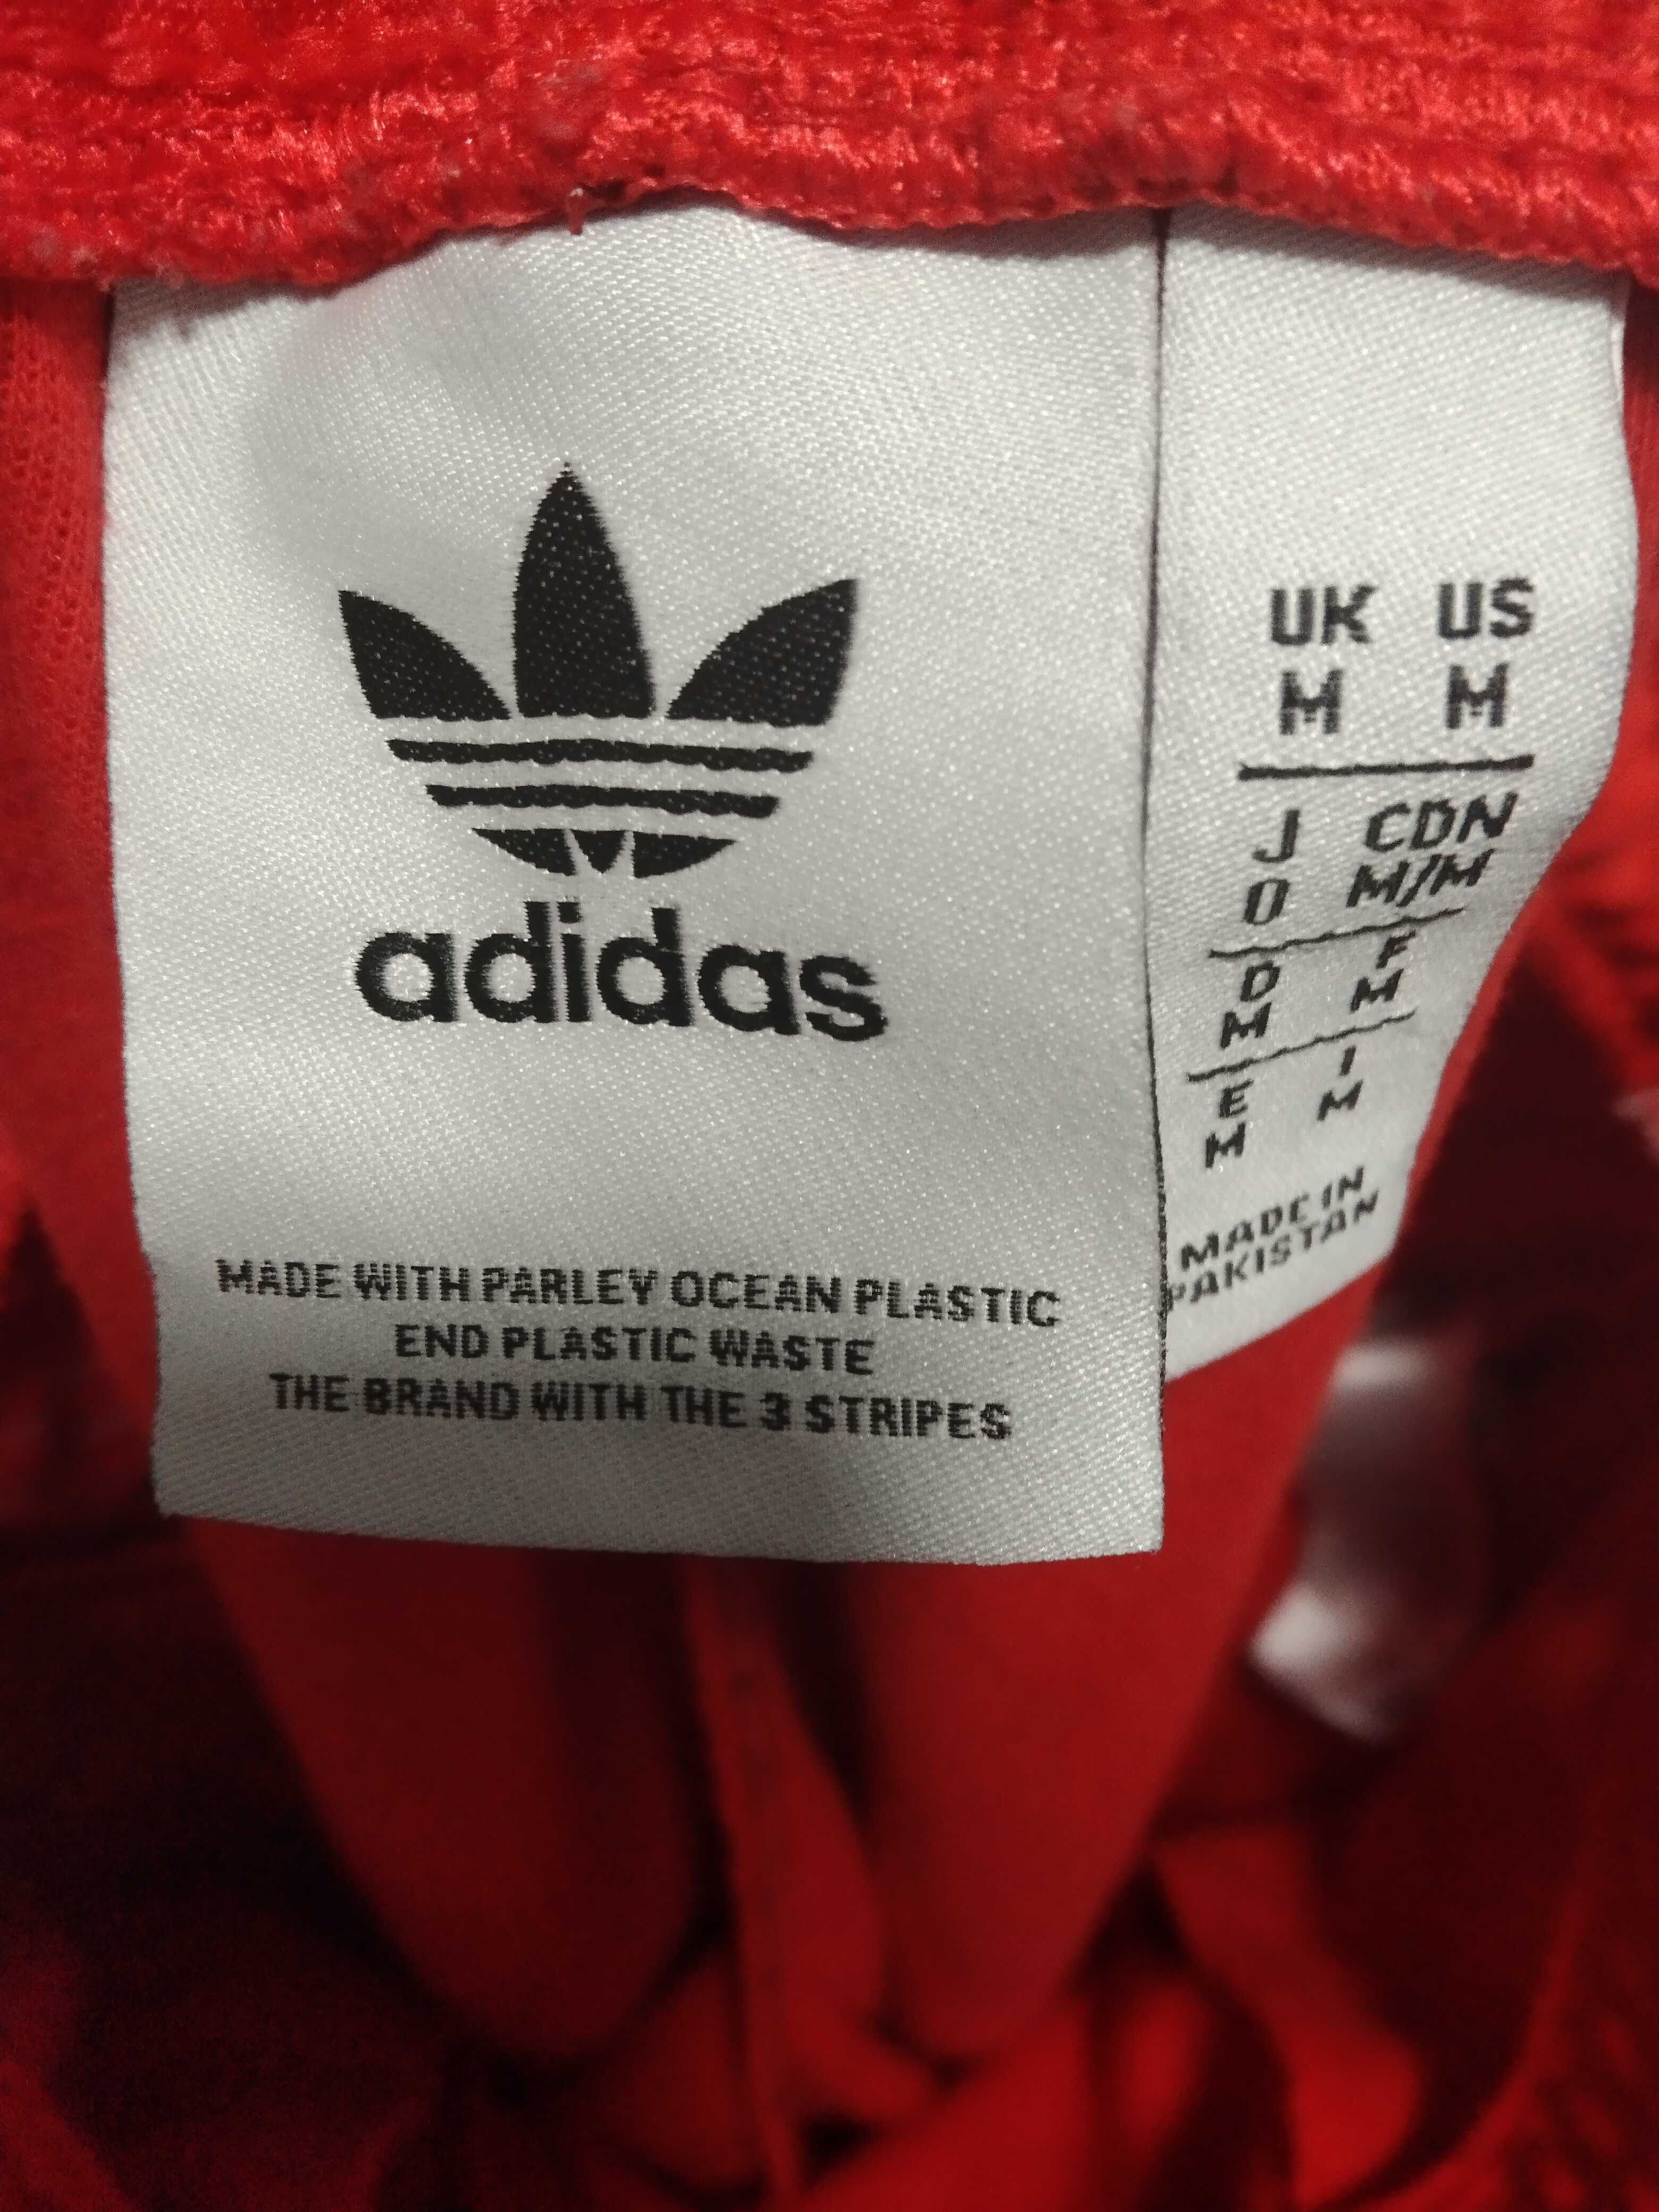 adidas
MADE WITH PARLEY OCEAN PLASTIC
END PLASTIC WASTE
THE BRAND WITH THE 3 STRIPES
UK US
M M
J CDN
O M/M
D F
M M
E I
M M
MADE IN
PAKISTAN